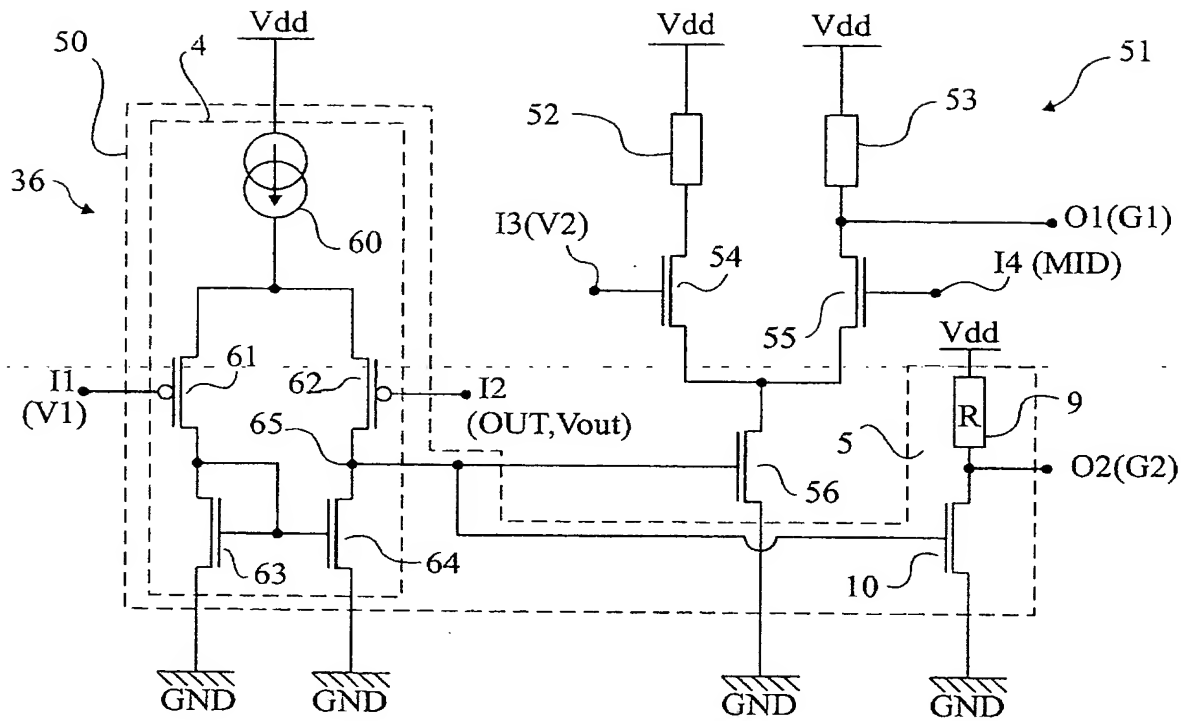 Vdd
Vdd
Vdd
50
4
51
52
53
36
60
I3(V2)
54
O1(G1)
I4 (MID)
55
Vdd
I1
(V1)
61
62
I2
(OUT,Vout)
65
5
R
9
56
O2(G2)
63
64
10
GND
GND
GND
GND